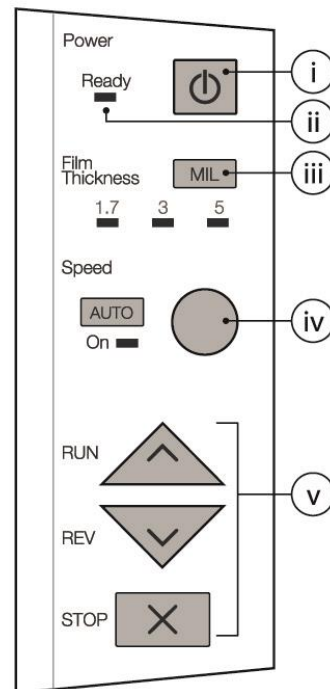 Power
i
Ready
ii
Film
Thickness
MIL
iii
1.7 3 5
Speed
AUTO
iv
On
RUN
v
REV
STOP